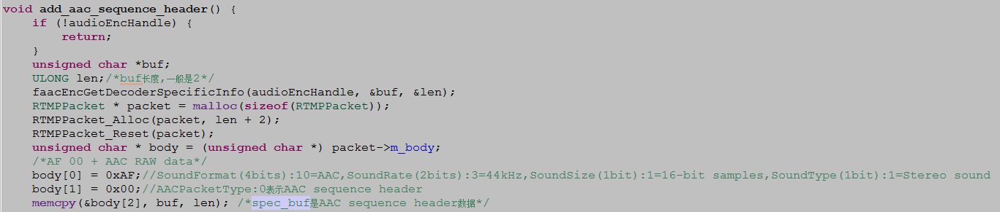 void add_aac_sequence_header() {
if (!audioEncHandle) {
return;
}
unsigned char *buf;
ULONG len;/*buf长度,一般是2*/
faacEncGetDecoderSpecificInfo(audioEncHandle, &buf, &len);
RTMPPacket * packet = malloc(sizeof(RTMPPacket));
RTMPPacket_Alloc(packet, len + 2);
RTMPPacket_Reset(packet);
unsigned char * body = (unsigned char *) packet->m_body;
/*AF 00 + AAC RAW data*/
body[0] = 0xAF;//SoundFormat(4bits):10=AAC,SoundRate(2bits):3=44kHz,SoundSize(1bit):1=16-bit samples,SoundType(1bit):1=Stereo sound
body[1] = 0x00;//AACPacketType:0表示AAC sequence header
memcpy(&body[2], buf, len); /*spec_buf是AAC sequence header数据*/